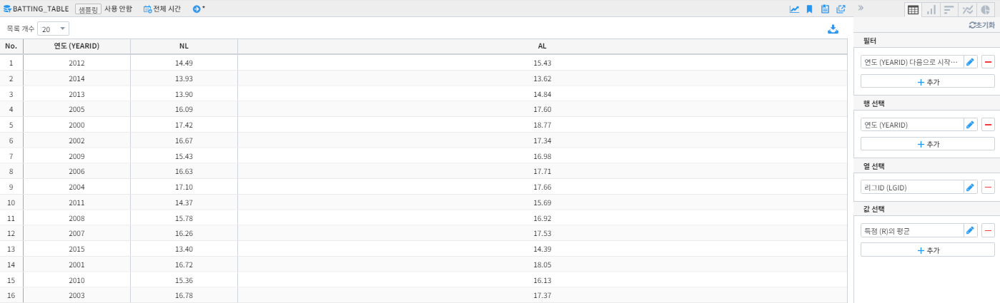 BATTING_TABLE 샘플링 사용 안함 전체 시간 *
초기화
목록 개수 20
No. 연도 (YEARID) NL AL
1 2012 14.49 15.43
2 2014 13.93 13.62
3 2013 13.90 14.84
4 2005 16.09 17.60
5 2000 17.42 18.77
6 2002 16.67 17.34
7 2009 15.43 16.98
8 2006 16.63 17.71
9 2004 17.10 17.66
10 2011 14.37 15.69
11 2008 15.78 16.92
12 2007 16.26 17.53
13 2015 13.40 14.39
14 2001 16.72 18.05
15 2010 15.36 16.13
16 2003 16.78 17.37
필터
연도 (YEARID) 다음으로 시작…
추가
행 선택
연도 (YEARID)
추가
열 선택
리그ID (LGID)
값 선택
득점 (R)의 평균
추가